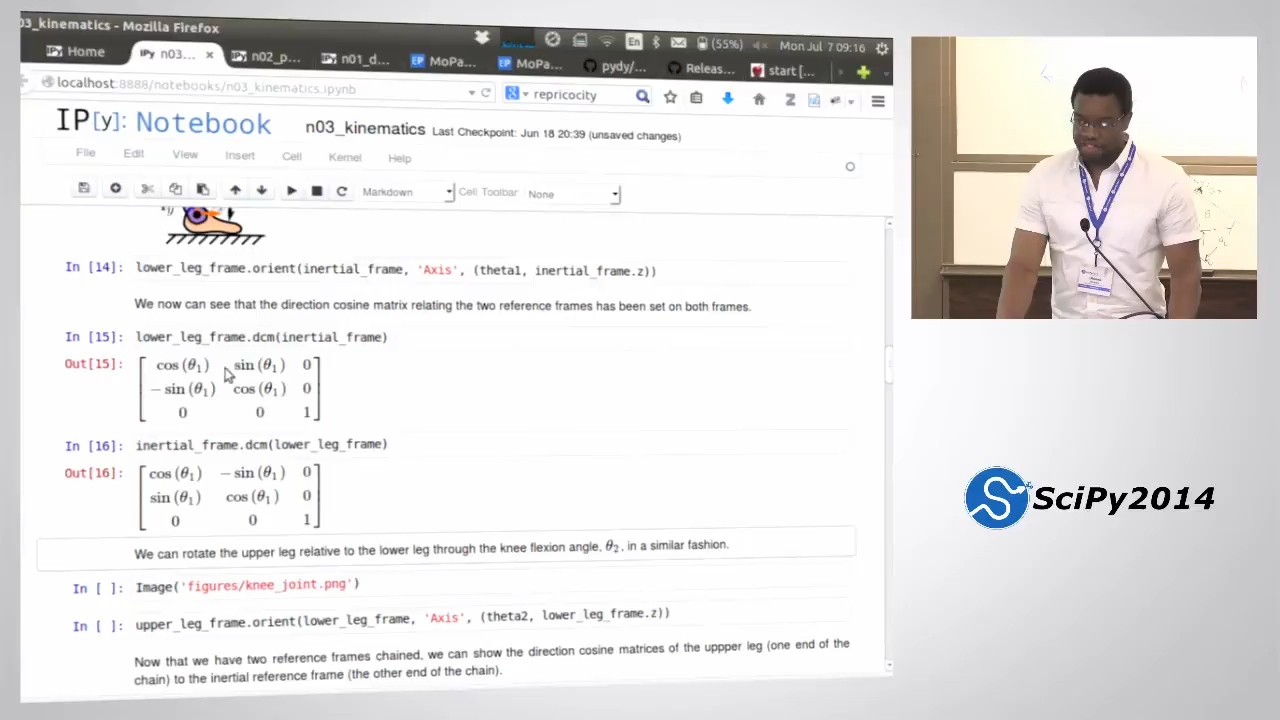 03_kinematics - Mozilla Firefox
En (55%) Mon Jul 7 09:16
IPy Home IPy n03... × IPy n02_p... IPy n01_d... EP MoPa... EP MoPa... pydy/... Releas... start [...
localhost:8888/notebooks/n03_kinematics.ipynb
repricocity
IP[y]: Notebook n03_kinematics Last Checkpoint: Jun 18 20:39 (unsaved changes)
File Edit View Insert Cell Kernel Help
Markdown Cell Toolbar None
In [14]: lower_leg_frame.orient(inertial_frame, 'Axis', (theta1, inertial_frame.z))
We now can see that the direction cosine matrix relating the two reference frames has been set on both frames.
In [15]: lower_leg_frame.dcm(inertial_frame)
Out[15]: cos (θ₁) sin (θ₁) 0
− sin (θ₁) cos (θ₁) 0
0 0 1
In [16]: inertial_frame.dcm(lower_leg_frame)
Out[16]: cos (θ₁) − sin (θ₁) 0
sin (θ₁) cos (θ₁) 0
0 0 1
We can rotate the upper leg relative to the lower leg through the knee flexion angle, θ₂, in a similar fashion.
In [ ]: Image('figures/knee_joint.png')
In [ ]: upper_leg_frame.orient(lower_leg_frame, 'Axis', (theta2, lower_leg_frame.z))
Now that we have two reference frames chained, we can show the direction cosine matrices of the uppper leg (one end of the
chain) to the inertial reference frame (the other end of the chain).
SciPy2014